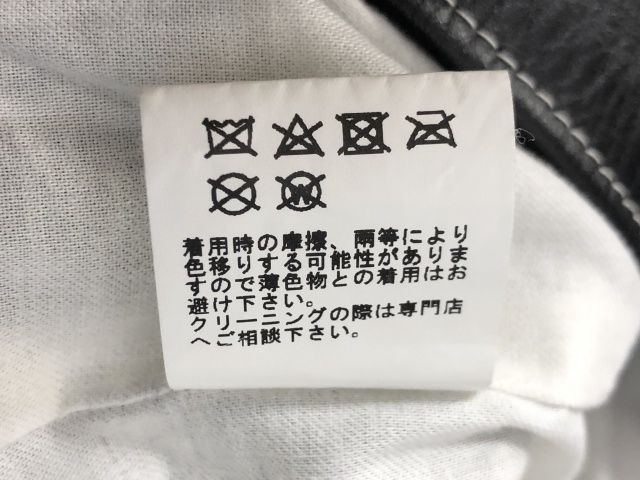 W
着用時の摩擦、雨等により
色移りする可能性がありま
すので薄色物との着用はお
避け下さい。
クリーニングの際は専門店
へご相談下さい。